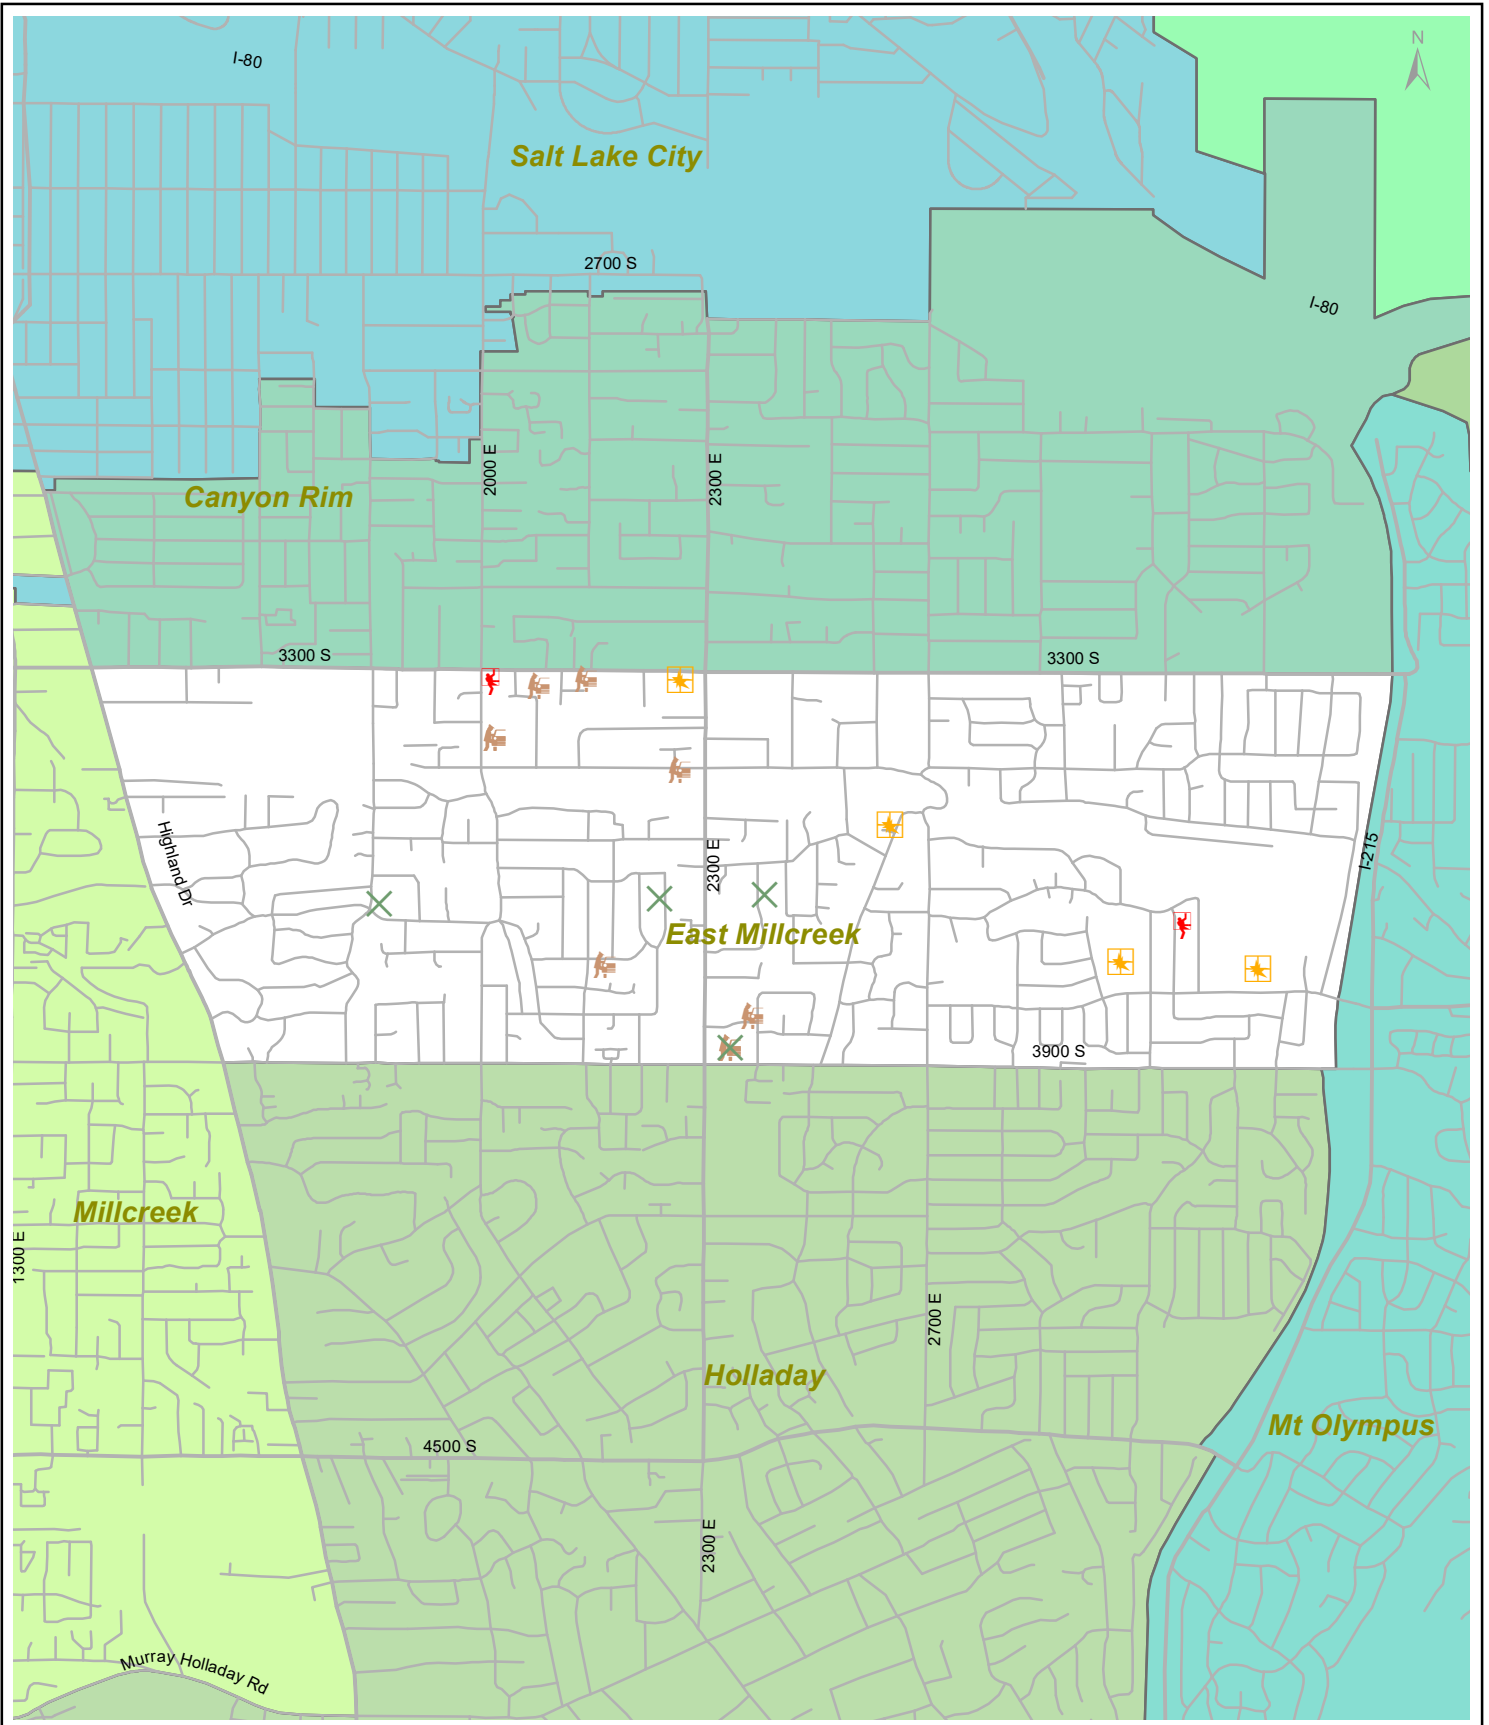 N
I-80
Salt Lake City
2700 S
I-80
2000 E
2300 E
Canyon Rim
3300 S
3300 S
Highland Dr
2300 E
I-215
East Millcreek
3900 S
Millcreek
1300 E
2700 E
Holladay
Mt Olympus
4500 S
2300 E
Murray Holladay Rd